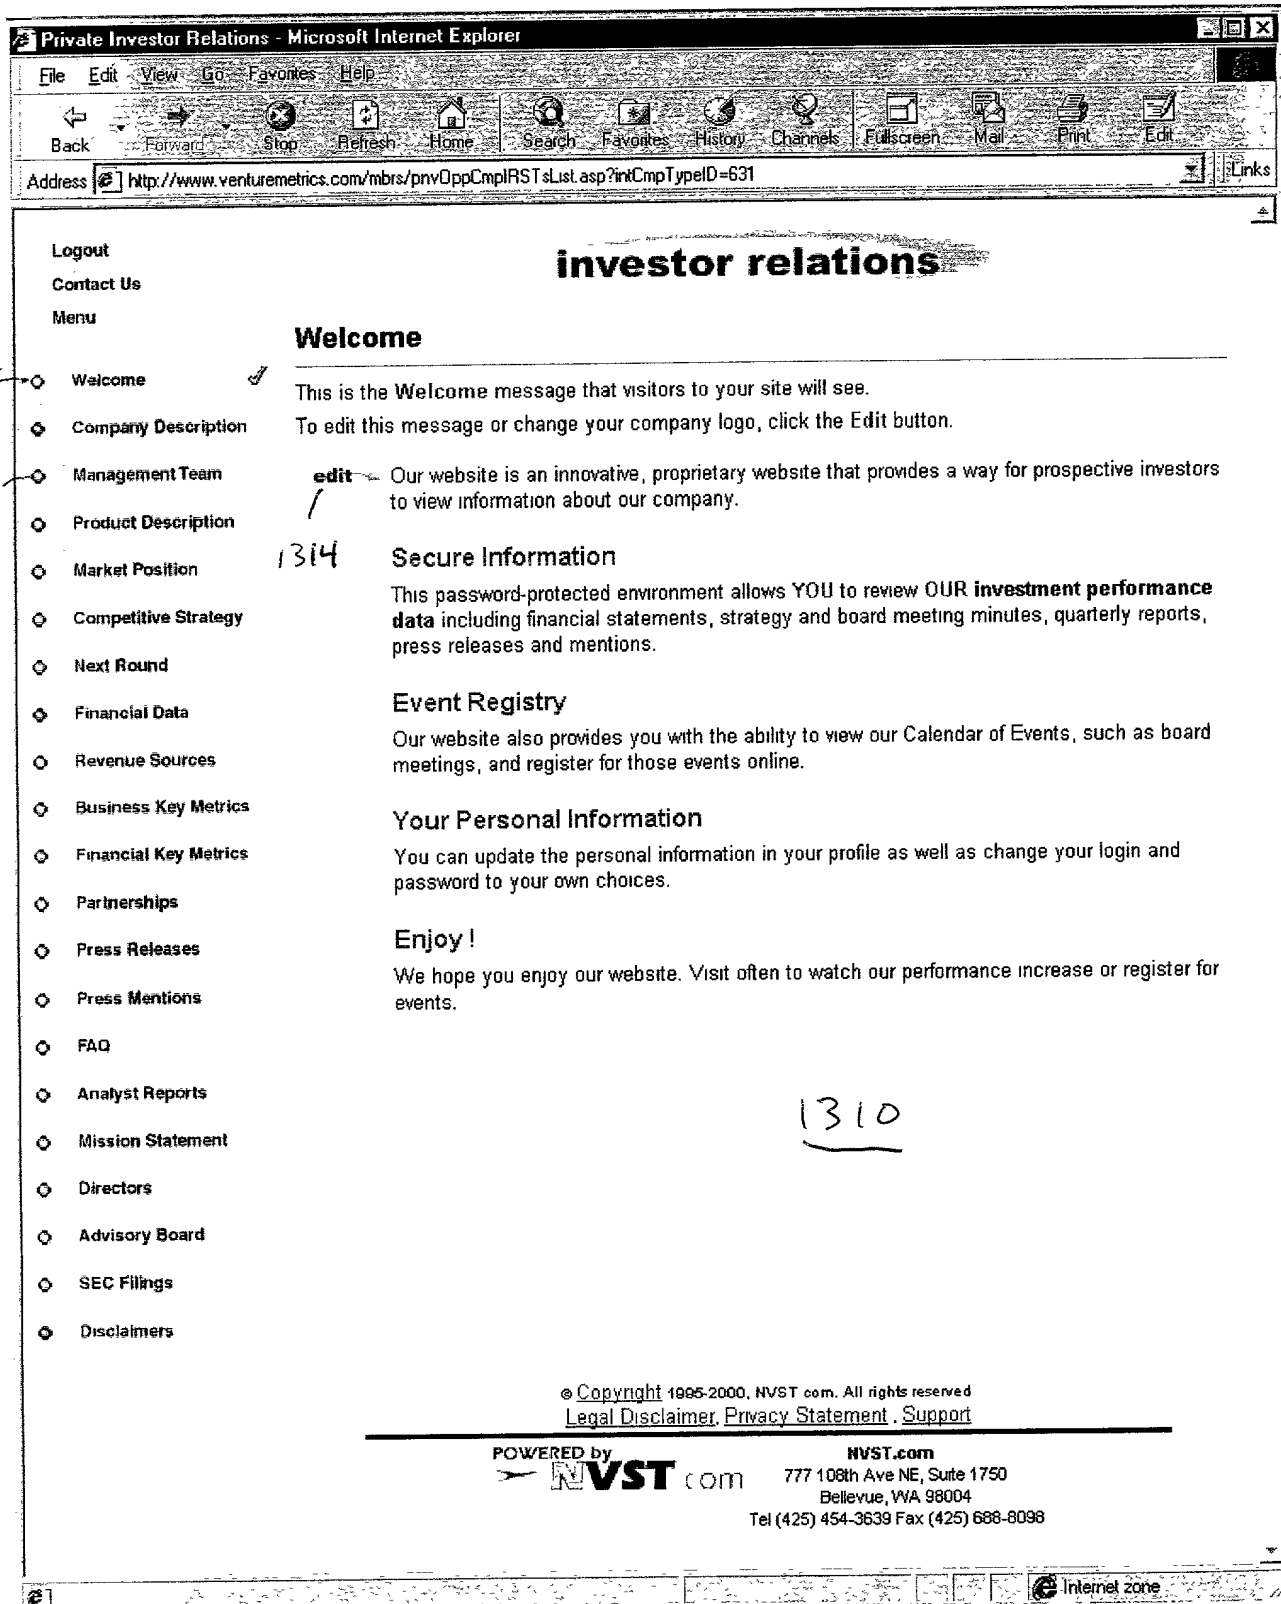 Private Investor Relations - Microsoft Internet Explorer
File Edit View Go Favorites Help
Back Forward Stop Refresh Home Search Favorites History Channels Fullscreen Mail Print Edit
Address http://www.venturemetrics.com/mbrs/pnvOppCmpIRSTsList.asp?intCmpTypeID=631 Links
Logout
Contact Us
Menu
investor relations
Welcome
Welcome
Company Description
Management Team
Product Description
Market Position
Competitive Strategy
Next Round
Financial Data
Revenue Sources
Business Key Metrics
Financial Key Metrics
Partnerships
Press Releases
Press Mentions
FAQ
Analyst Reports
Mission Statement
Directors
Advisory Board
SEC Filings
Disclaimers
This is the Welcome message that visitors to your site will see.
To edit this message or change your company logo, click the Edit button.
edit
1314
Our website is an innovative, proprietary website that provides a way for prospective investors
to view information about our company.
Secure Information
This password-protected environment allows YOU to review OUR investment performance
data including financial statements, strategy and board meeting minutes, quarterly reports,
press releases and mentions.
Event Registry
Our website also provides you with the ability to view our Calendar of Events, such as board
meetings, and register for those events online.
Your Personal Information
You can update the personal information in your profile as well as change your login and
password to your own choices.
Enjoy !
We hope you enjoy our website. Visit often to watch our performance increase or register for
events.
1310
© Copyright 1995-2000, NVST com. All rights reserved
Legal Disclaimer, Privacy Statement , Support
POWERED by
NVST com
NVST.com
777 108th Ave NE, Suite 1750
Bellevue, WA 98004
Tel (425) 454-3639 Fax (425) 688-8098
Internet zone